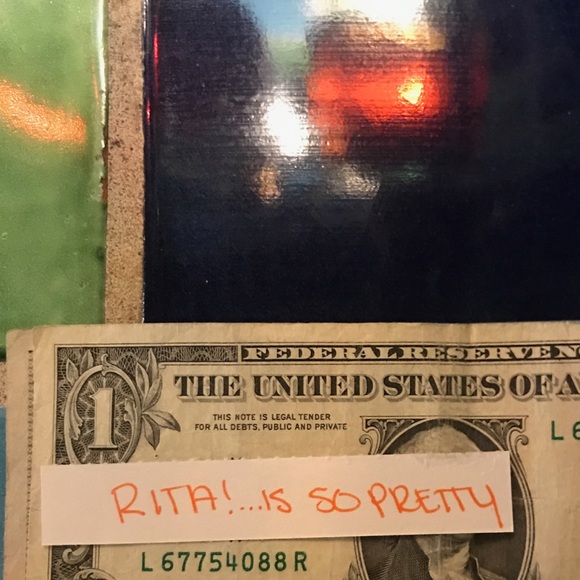 FEDERAL RESERVE N
THE UNITED STATES OF A
THIS NOTE IS LEGAL TENDER
FOR ALL DEBTS, PUBLIC AND PRIVATE
1
L 6
RITA!...IS SO PRETTY
L 67754088 R